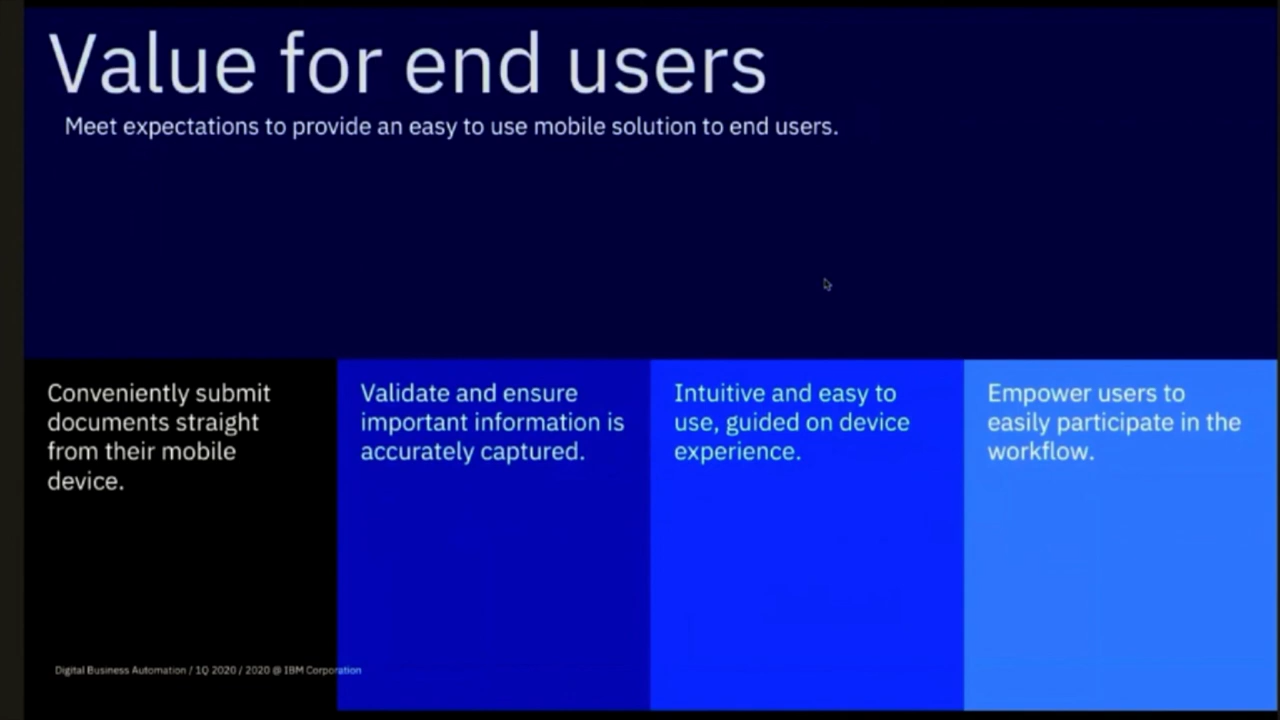 Value for end users
Meet expectations to provide an easy to use mobile solution to end users.
Conveniently submit
documents straight
from their mobile
device.
Validate and ensure
important information is
accurately captured.
Intuitive and easy to
use, guided on device
experience.
Empower users to
easily participate in the
workflow.
Digital Business Automation / 1Q 2020 / 2020 @ IBM Corporation